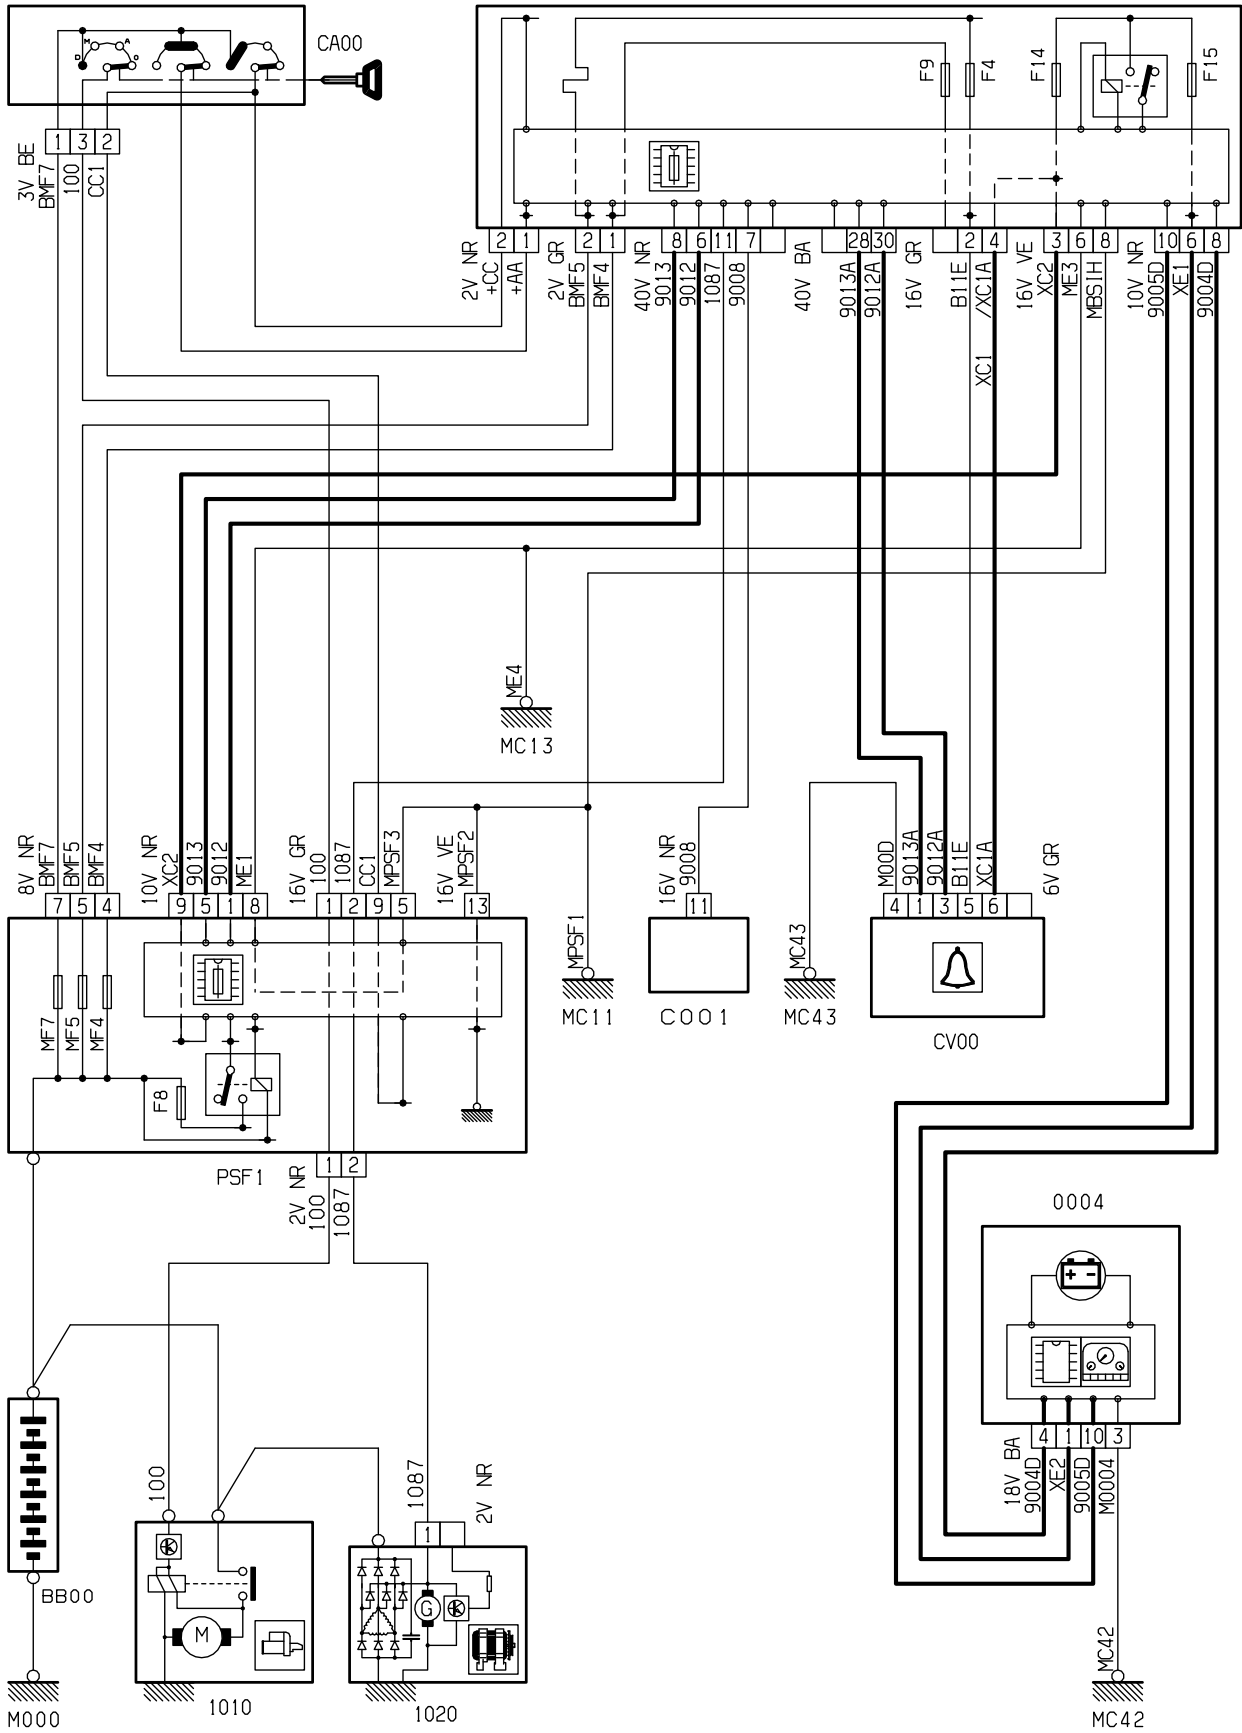 CA00
M A
D O
1 3 2
3V BE
BMF7
100
CC1
F9
F4
F14
F15
2 1
2 1
8 6 11 7
28 30
2 4
3 6 8
10 6 8
2V NR
+CC
+AA
2V GR
BMF5
BMF4
40V NR
9013
9012
1087
9008
40V BA
9013A
9012A
16V GR
B11E
/XC1A
XC1
16V VE
XC2
ME3
MBSIH
10V NR
9005D
XE1
9004D
ME4
MC13
8V NR
BMF7
BMF5
BMF4
10V NR
XC2
9013
9012
ME1
16V GR
100
1087
CC1
MPSF3
16V VE
MPSF2
7 5 4
9 5 1 8
1 2 9 5
13
MF7
MF5
MF4
F8
PSF1
MPSF1
MC11
16V NR
9008
11
C001
MC43
MC43
M00D
9013A
9012A
B11E
XC1A
6V GR
4 1 3 5 6
CV00
1 2
2V NR
100
1087
0004
+ -
4 1 10 3
18V BA
9004D
XE2
9005D
M0004
MC42
MC42
BB00
M000
100
M
1010
1087
1
2V NR
G
1020